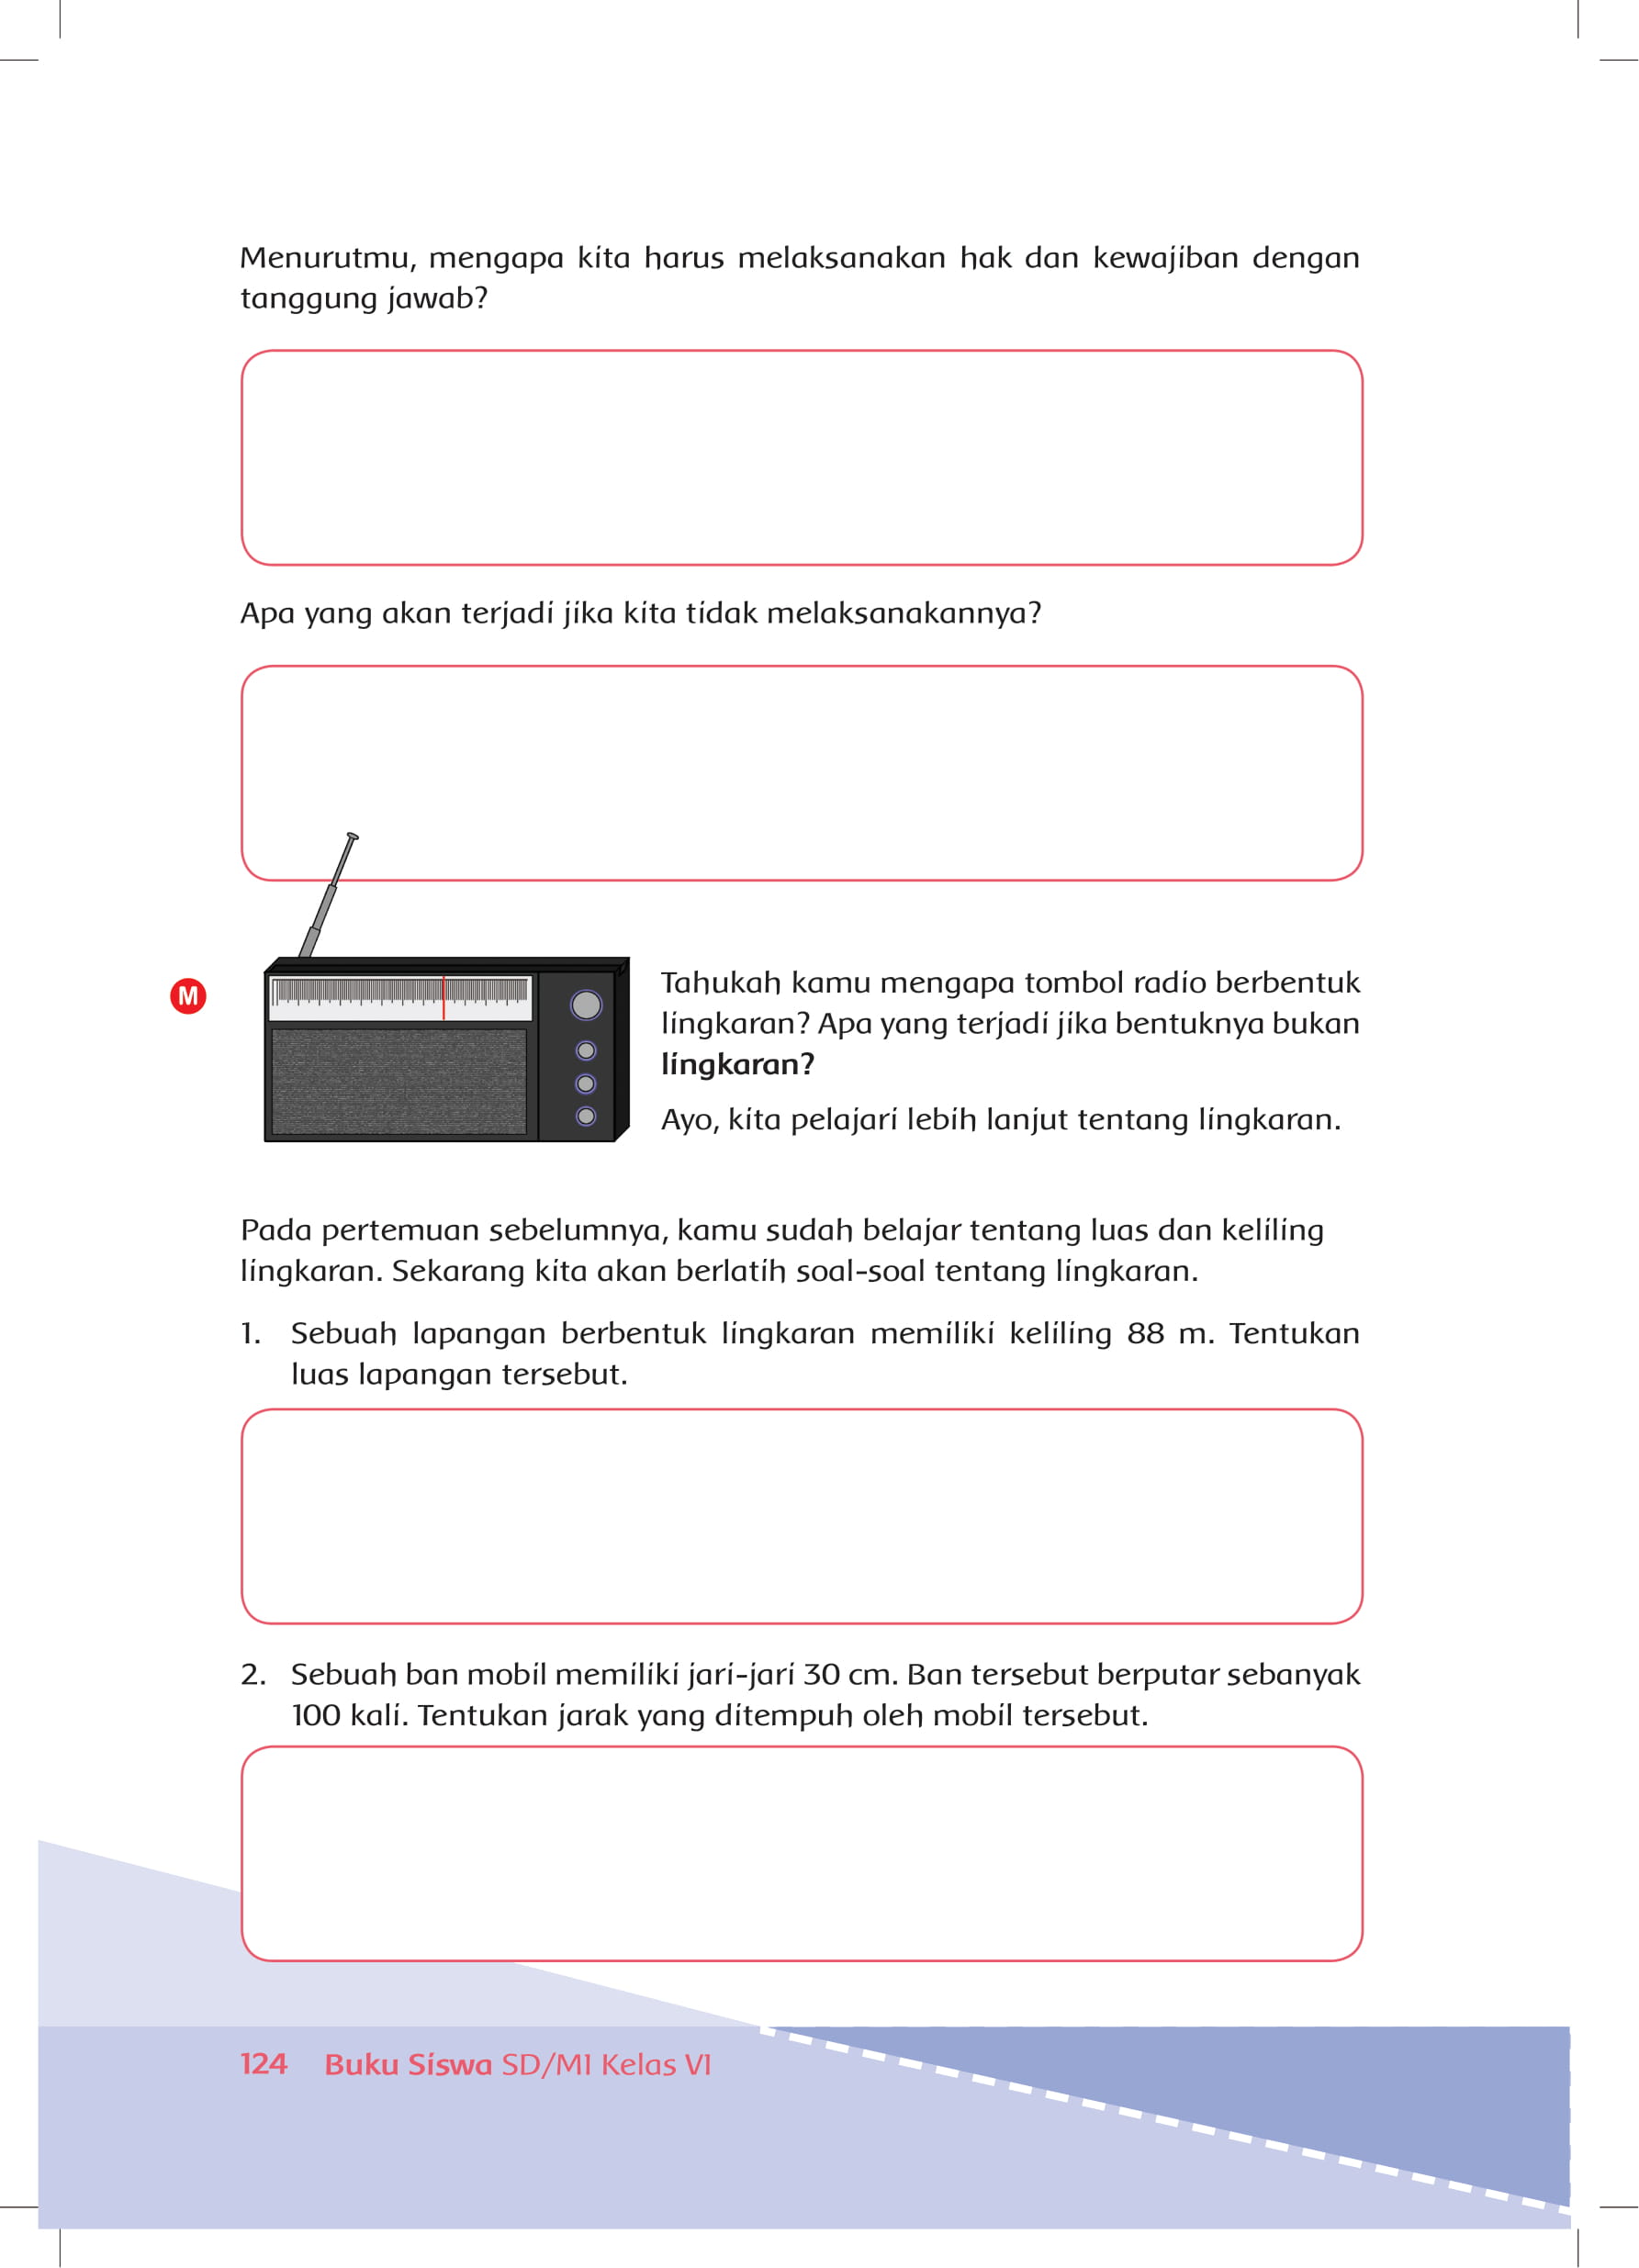 Menurutmu, mengapa kita harus melaksanakan hak dan kewajiban dengan
tanggung jawab?
Apa yang akan terjadi jika kita tidak melaksanakannya?
M
Tahukah kamu mengapa tombol radio berbentuk
lingkaran? Apa yang terjadi jika bentuknya bukan
lingkaran?
Ayo, kita pelajari lebih lanjut tentang lingkaran.
Pada pertemuan sebelumnya, kamu sudah belajar tentang luas dan keliling
lingkaran. Sekarang kita akan berlatih soal-soal tentang lingkaran.
1. Sebuah lapangan berbentuk lingkaran memiliki keliling 88 m. Tentukan
luas lapangan tersebut.
2. Sebuah ban mobil memiliki jari-jari 30 cm. Ban tersebut berputar sebanyak
100 kali. Tentukan jarak yang ditempuh oleh mobil tersebut.
124 Buku Siswa SD/MI Kelas VI